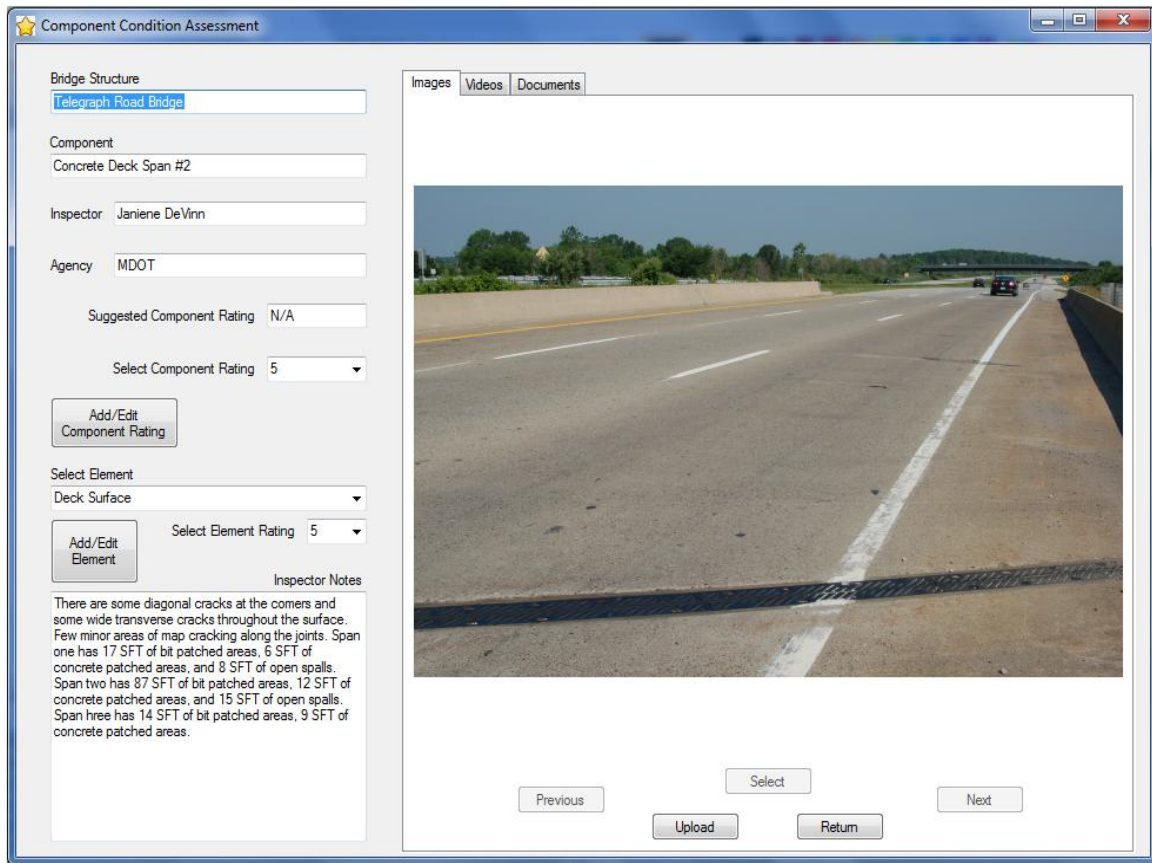 Component Condition Assessment
Bridge Structure
Telegraph Road Bridge
Component
Concrete Deck Span #2
Inspector Janiene DeVinn
Agency MDOT
Suggested Component Rating N/A
Select Component Rating 5
Add/Edit
Component Rating
Select Element
Deck Surface
Add/Edit
Element
Select Element Rating 5
Inspector Notes
There are some diagonal cracks at the corners and
some wide transverse cracks throughout the surface.
Few minor areas of map cracking along the joints. Span
one has 17 SFT of bit patched areas, 6 SFT of
concrete patched areas, and 8 SFT of open spalls.
Span two has 87 SFT of bit patched areas, 12 SFT of
concrete patched areas, and 15 SFT of open spalls.
Span hree has 14 SFT of bit patched areas, 9 SFT of
concrete patched areas.
Images Videos Documents
Select
Previous Next
Upload Return